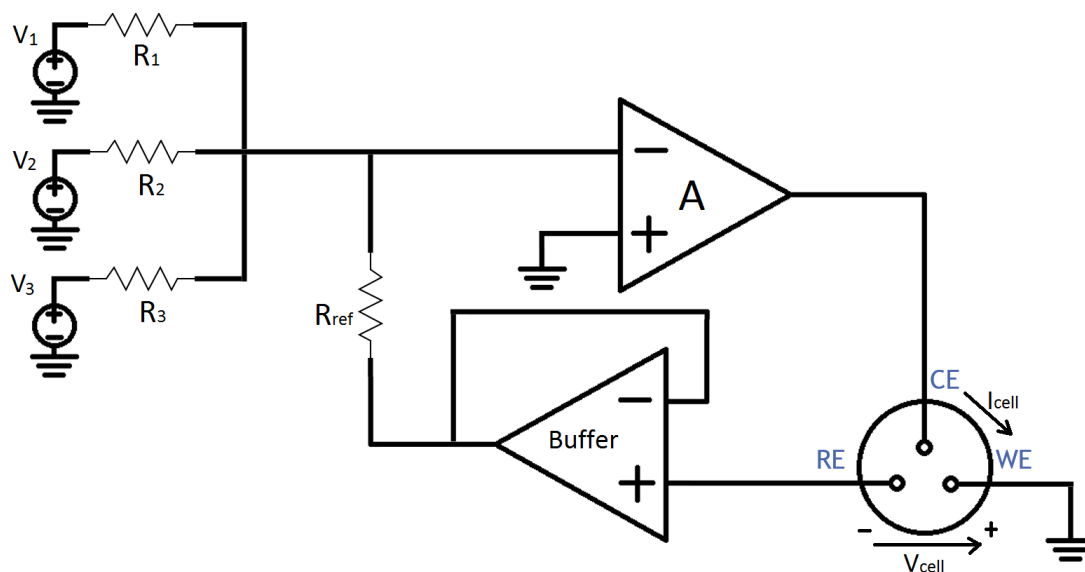 V1
R1
V2
R2
V3
R3
Rref
−
A
+
−
Buffer
+
CE
Icell
RE
WE
− +
Vcell